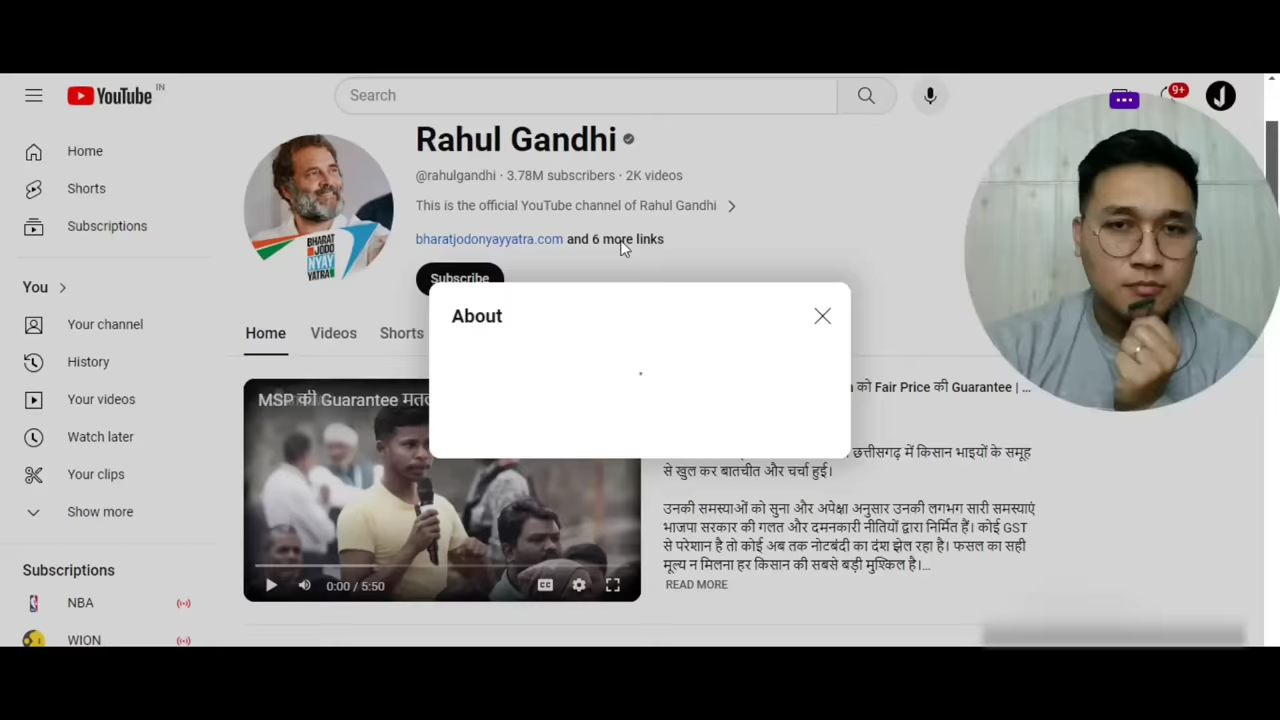 YouTube IN
Search
9+
Home
Shorts
Subscriptions
You
Your channel
History
Your videos
Watch later
Your clips
Show more
Subscriptions
NBA
WION
Rahul Gandhi
@rahulgandhi · 3.78M subscribers · 2K videos
This is the official YouTube channel of Rahul Gandhi
bharatjodonyayyatra.com and 6 more links
Subscribe
BHARAT
JODO
NYAY
YATRA
Home Videos Shorts
About
MSP की Guarantee
0:00 / 5:50
CC
को Fair Price की Guarantee | ...
छत्तीसगढ़ में किसान भाइयों के समूह
से खुल कर बातचीत और चर्चा हुई।
उनकी समस्याओं को सुना और अपेक्षा अनुसार उनकी लगभग सारी समस्याएं
भाजपा सरकार की गलत और दमनकारी नीतियों द्वारा निर्मित हैं। कोई GST
से परेशान है तो कोई अब तक नोटबंदी का दंश झेल रहा है। फसल का सही
मूल्य न मिलना हर किसान की सबसे बड़ी मुश्किल है।...
READ MORE